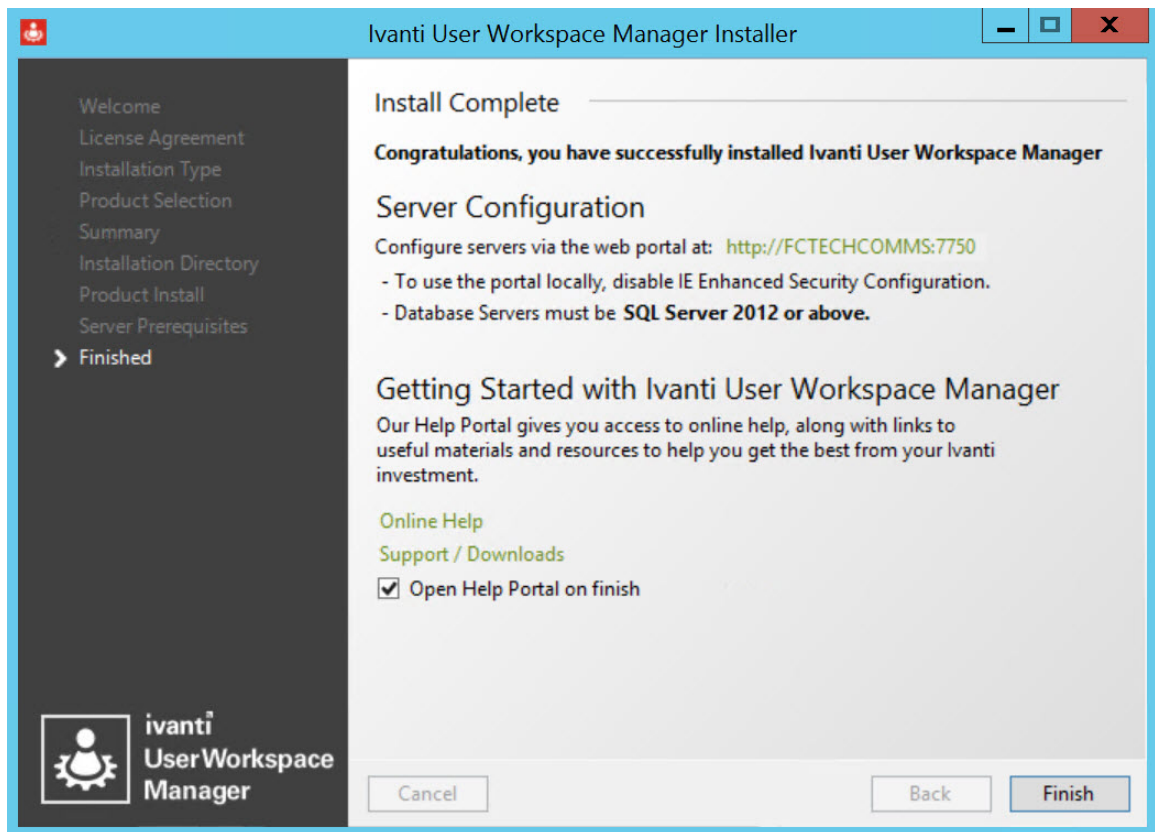 Ivanti User Workspace Manager Installer
Welcome
License Agreement
Installation Type
Product Selection
Summary
Installation Directory
Product Install
Server Prerequisites
Finished
ivanti
User Workspace
Manager
Install Complete
Congratulations, you have successfully installed Ivanti User Workspace Manager
Server Configuration
Configure servers via the web portal at: http://FCTECHCOMMS:7750
- To use the portal locally, disable IE Enhanced Security Configuration.
- Database Servers must be SQL Server 2012 or above.
Getting Started with Ivanti User Workspace Manager
Our Help Portal gives you access to online help, along with links to
useful materials and resources to help you get the best from your Ivanti
investment.
Online Help
Support / Downloads
Open Help Portal on finish
Cancel
Back
Finish